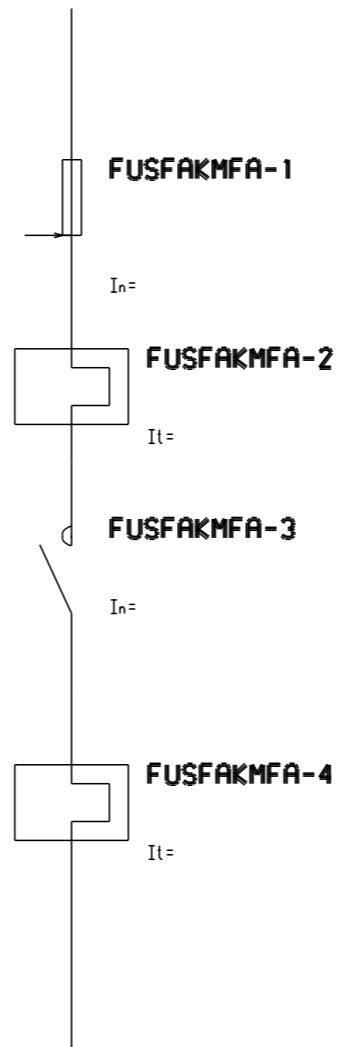 FUSFAKMFA-1
In=
FUSFAKMFA-2
It=
FUSFAKMFA-3
In=
FUSFAKMFA-4
It=